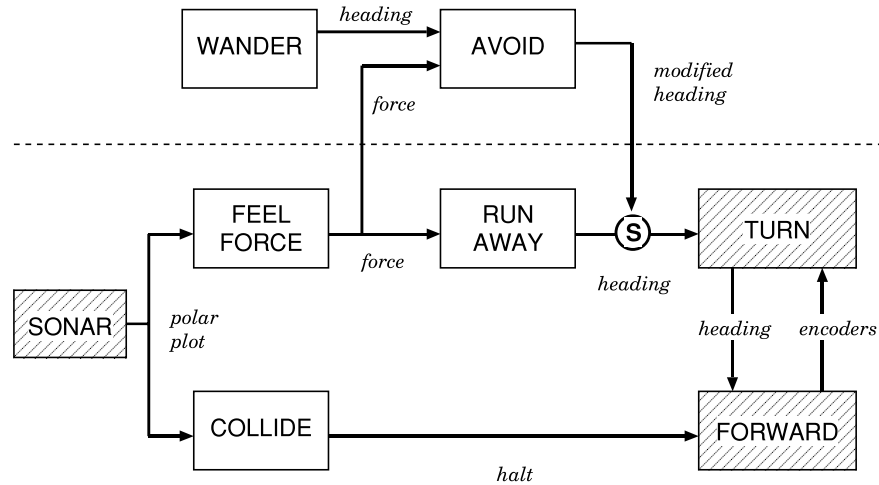 heading
WANDER
AVOID
modified
heading
force
FEEL
FORCE
RUN
AWAY
S
TURN
force
heading
SONAR
polar
plot
heading
encoders
COLLIDE
FORWARD
halt